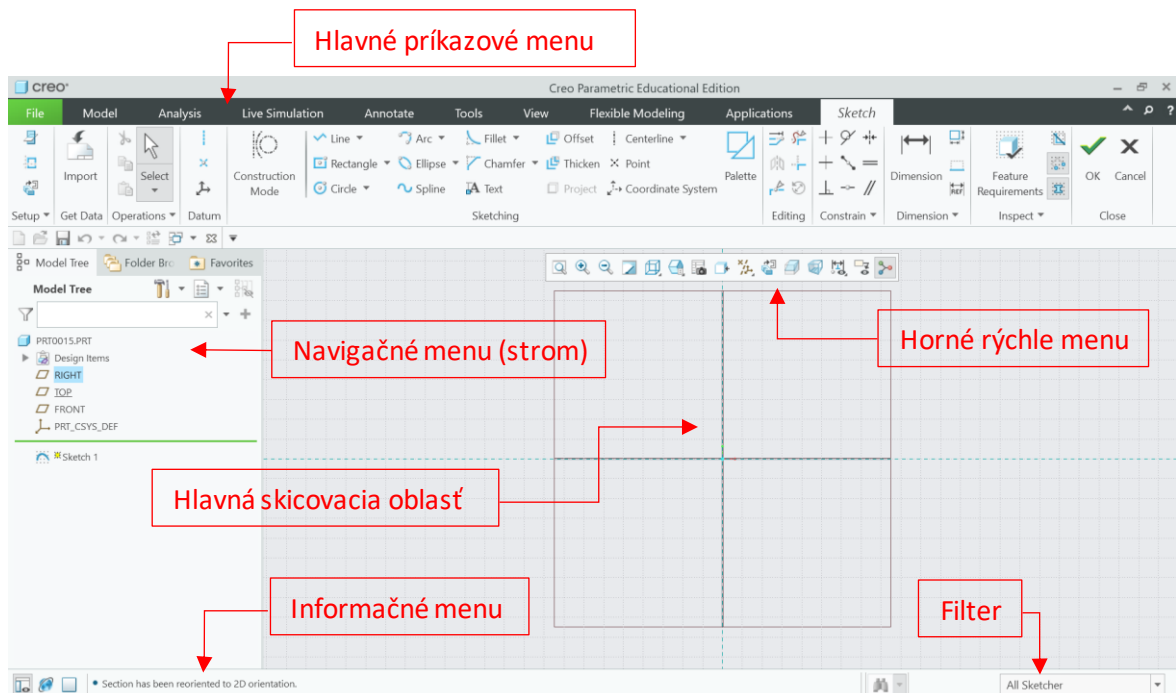 Hlavné príkazové menu
creo®
Creo Parametric Educational Edition
File Model Analysis Live Simulation Annotate Tools View Flexible Modeling Applications Sketch
Import
Select
Construction Mode
Line Arc Fillet Offset Centerline
Rectangle Ellipse Chamfer Thicken Point
Circle Spline Text Project Coordinate System
Palette
Dimension
REF
Feature Requirements
OK Cancel
Setup Get Data Operations Datum Sketching Editing Constrain Dimension Inspect Close
Model Tree Folder Bro Favorites
Model Tree
PRT0015.PRT
Design Items
RIGHT
TOP
FRONT
PRT_CSYS_DEF
Sketch 1
Navigačné menu (strom)
Horné rýchle menu
Hlavná skicovacia oblasť
Informačné menu
Filter
• Section has been reoriented to 2D orientation.
All Sketcher